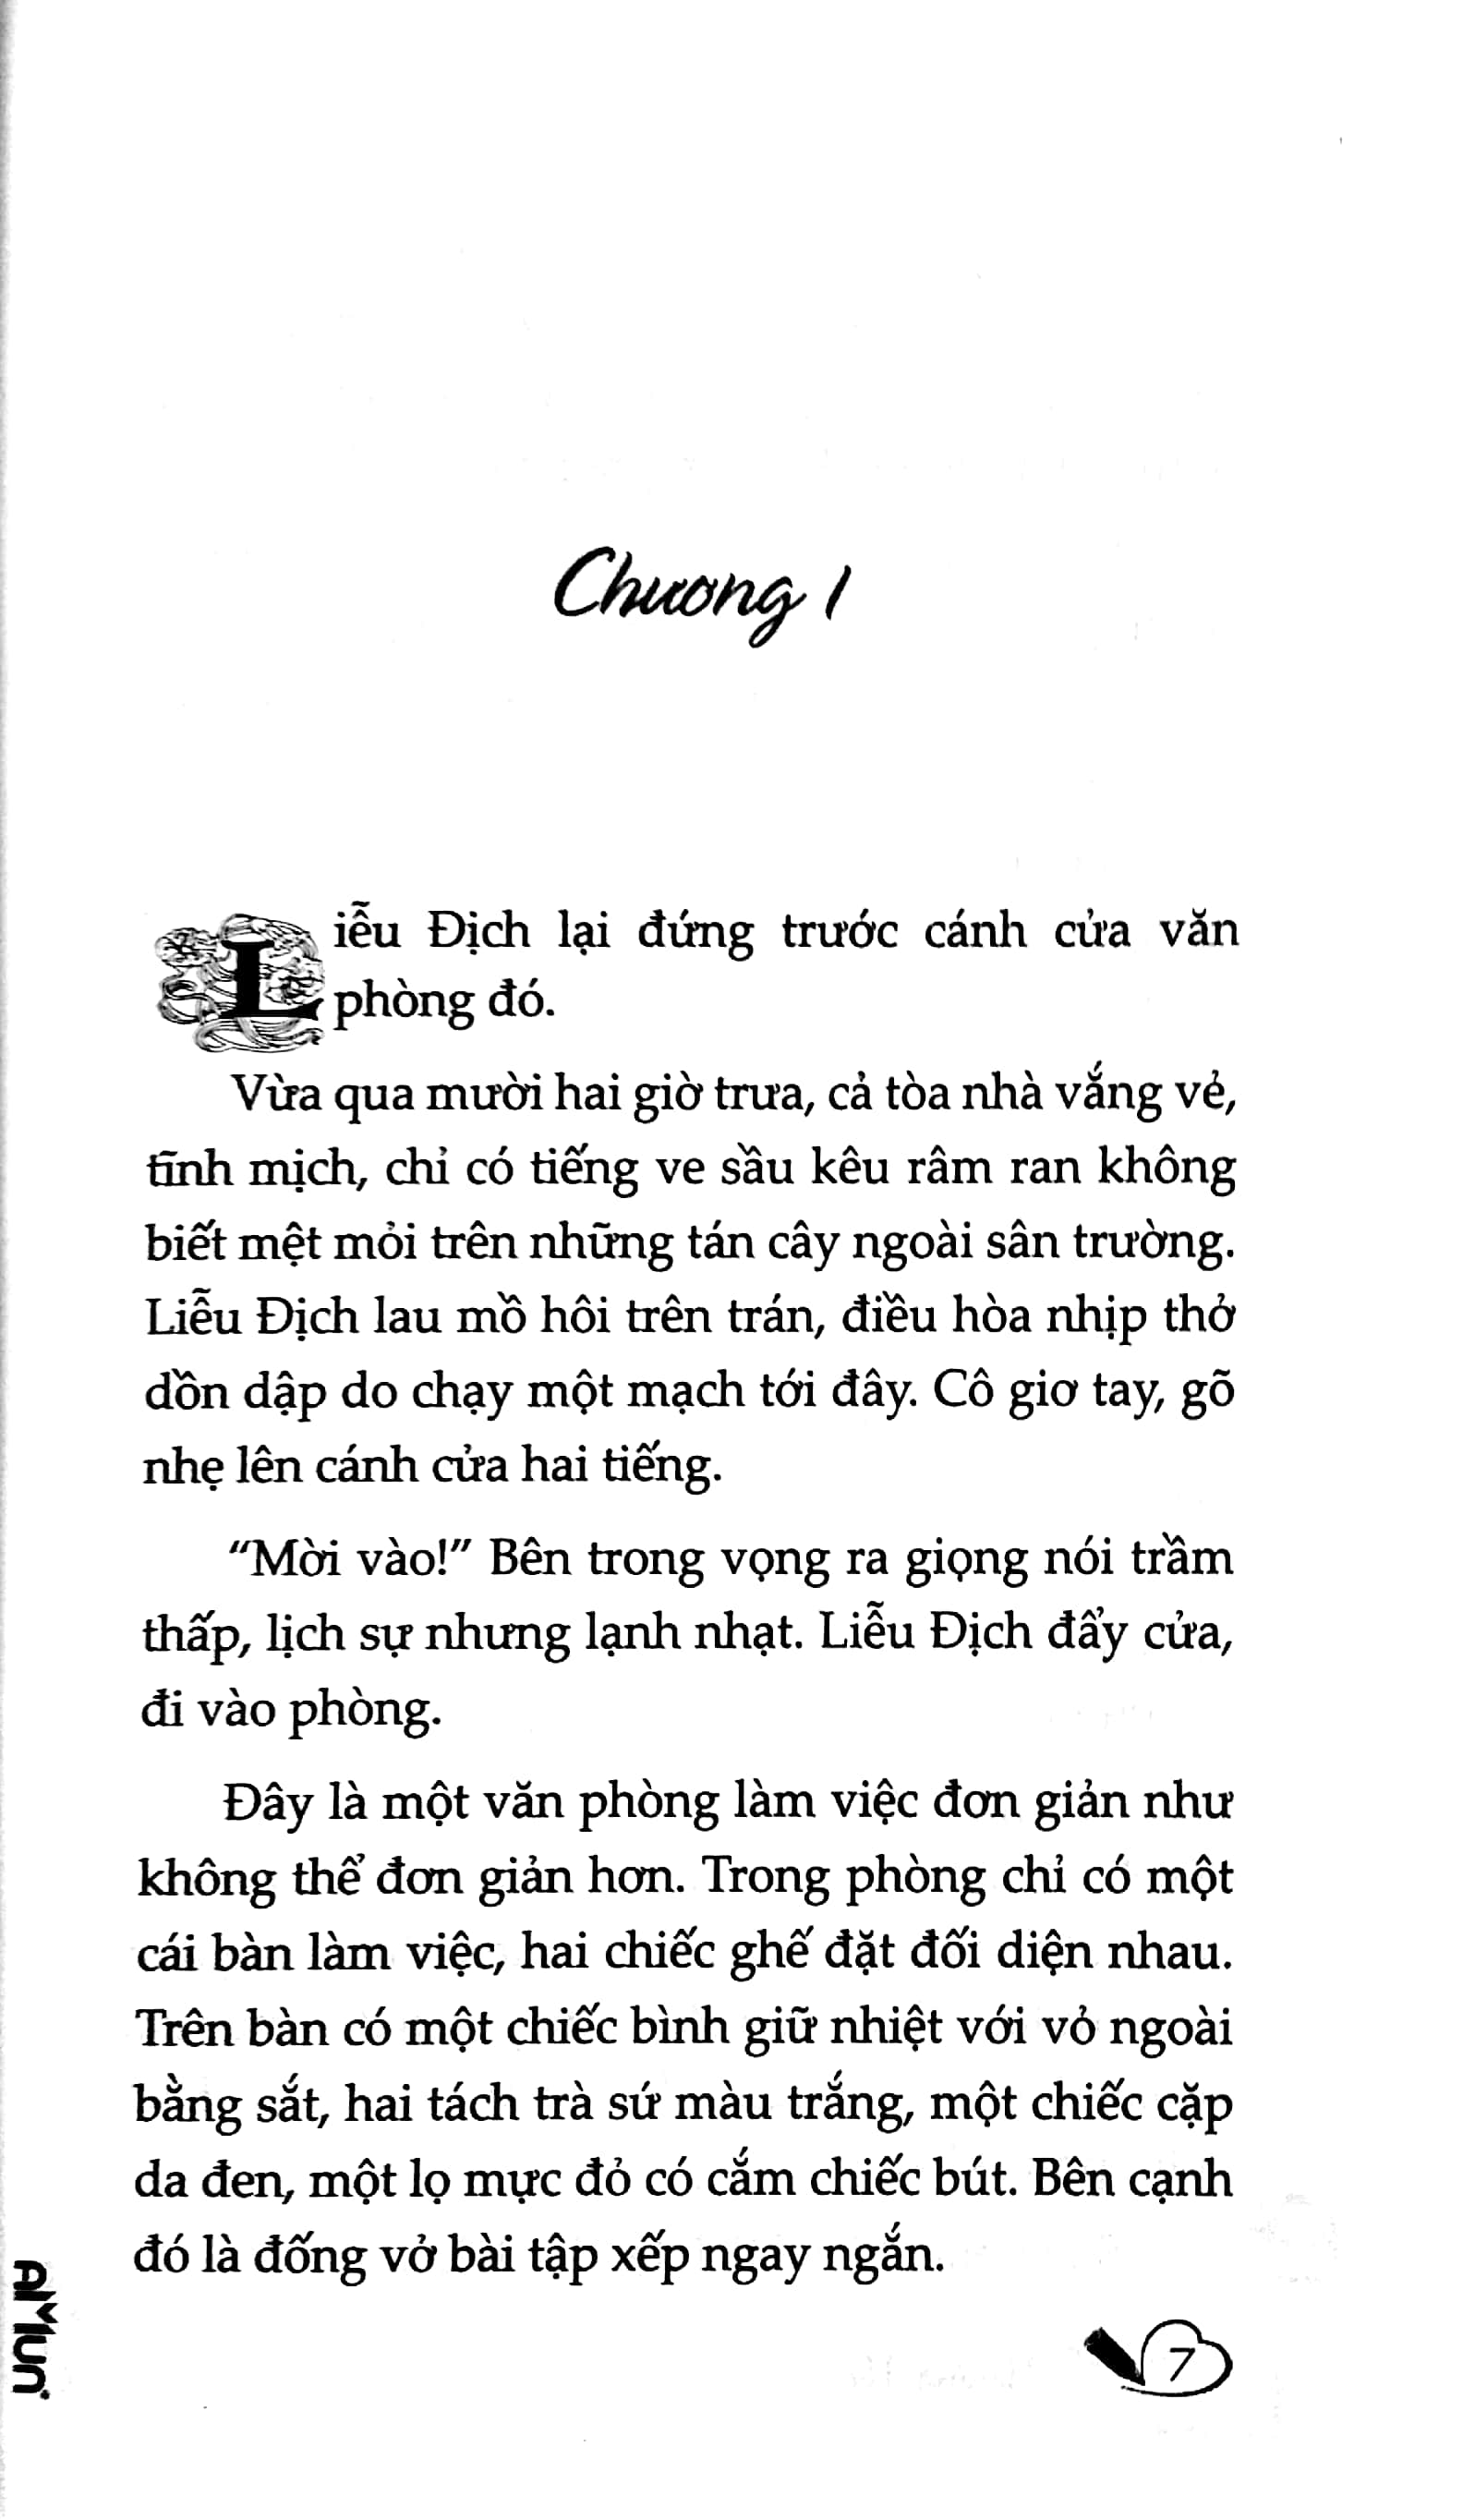 Chương 1
Liễu Địch lại đứng trước cánh cửa văn
phòng đó.
Vừa qua mười hai giờ trưa, cả tòa nhà vắng vẻ,
tĩnh mịch, chỉ có tiếng ve sầu kêu râm ran không
biết mệt mỏi trên những tán cây ngoài sân trường.
Liễu Địch lau mồ hôi trên trán, điều hòa nhịp thở
dồn dập do chạy một mạch tới đây. Cô giơ tay, gõ
nhẹ lên cánh cửa hai tiếng.
“Mời vào!” Bên trong vọng ra giọng nói trầm
thấp, lịch sự nhưng lạnh nhạt. Liễu Địch đẩy cửa,
đi vào phòng.
Đây là một văn phòng làm việc đơn giản như
không thể đơn giản hơn. Trong phòng chỉ có một
cái bàn làm việc, hai chiếc ghế đặt đối diện nhau.
Trên bàn có một chiếc bình giữ nhiệt với vỏ ngoài
bằng sắt, hai tách trà sứ màu trắng, một chiếc cặp
da đen, một lọ mực đỏ có cắm chiếc bút. Bên cạnh
đó là đống vở bài tập xếp ngay ngắn.
7